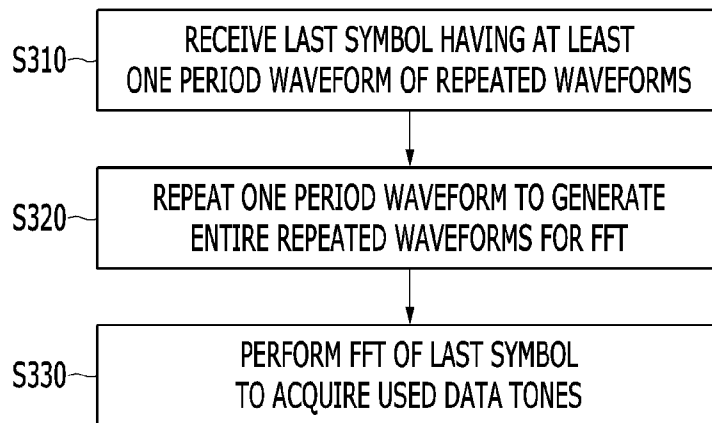 S310
RECEIVE LAST SYMBOL HAVING AT LEAST
ONE PERIOD WAVEFORM OF REPEATED WAVEFORMS
S320
REPEAT ONE PERIOD WAVEFORM TO GENERATE
ENTIRE REPEATED WAVEFORMS FOR FFT
S330
PERFORM FFT OF LAST SYMBOL
TO ACQUIRE USED DATA TONES